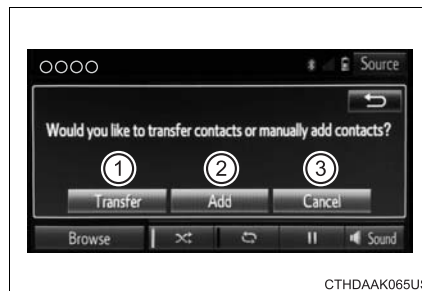 ○○○○ Source
Would you like to transfer contacts or manually add contacts?
1 2 3
Transfer Add Cancel
Browse Sound
CTHDAAK065US